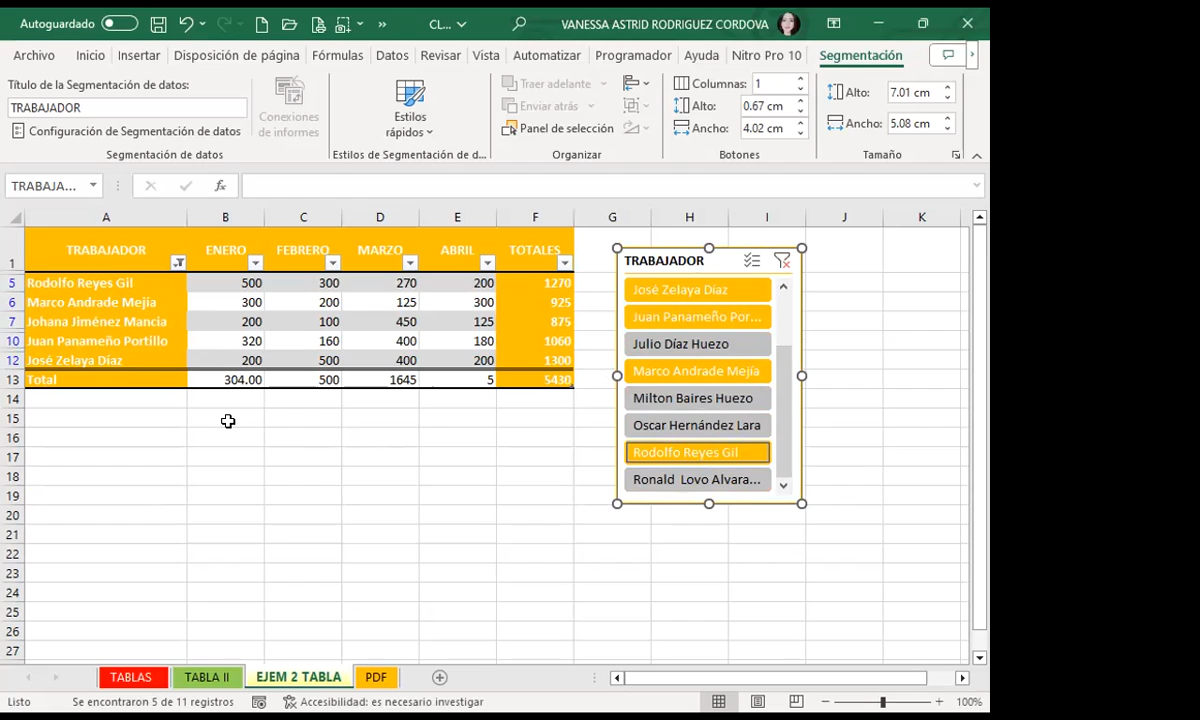 Autoguardado
CL...
VANESSA ASTRID RODRIGUEZ CORDOVA
Archivo Inicio Insertar Disposición de página Fórmulas Datos Revisar Vista Automatizar Programador Ayuda Nitro Pro 10 Segmentación
Título de la Segmentación de datos:
TRABAJADOR
Configuración de Segmentación de datos
Segmentación de datos
Conexiones de informes
Estilos rápidos
Estilos de Segmentación de d...
Traer adelante
Enviar atrás
Panel de selección
Organizar
Columnas: 1
Alto: 0.67 cm
Ancho: 4.02 cm
Botones
Alto: 7.01 cm
Ancho: 5.08 cm
Tamaño
TRABAJA...
fx
A B C D E F G H I J K
1 TRABAJADOR ENERO FEBRERO MARZO ABRIL TOTALES
5 Rodolfo Reyes Gil 500 300 270 200 1270
6 Marco Andrade Mejía 300 200 125 300 925
7 Johana Jiménez Mancia 200 100 450 125 875
10 Juan Panameño Portillo 320 160 400 180 1060
12 José Zelaya Díaz 200 500 400 200 1300
13 Total 304.00 500 1645 5 5430
14
15
16
17
18
19
20
21
22
23
24
25
26
27
TRABAJADOR
José Zelaya Díaz
Juan Panameño Por...
Julio Díaz Huezo
Marco Andrade Mejía
Milton Baires Huezo
Oscar Hernández Lara
Rodolfo Reyes Gil
Ronald Lovo Alvara...
TABLAS TABLA II EJEM 2 TABLA PDF
Listo Se encontraron 5 de 11 registros Accesibilidad: es necesario investigar 100%